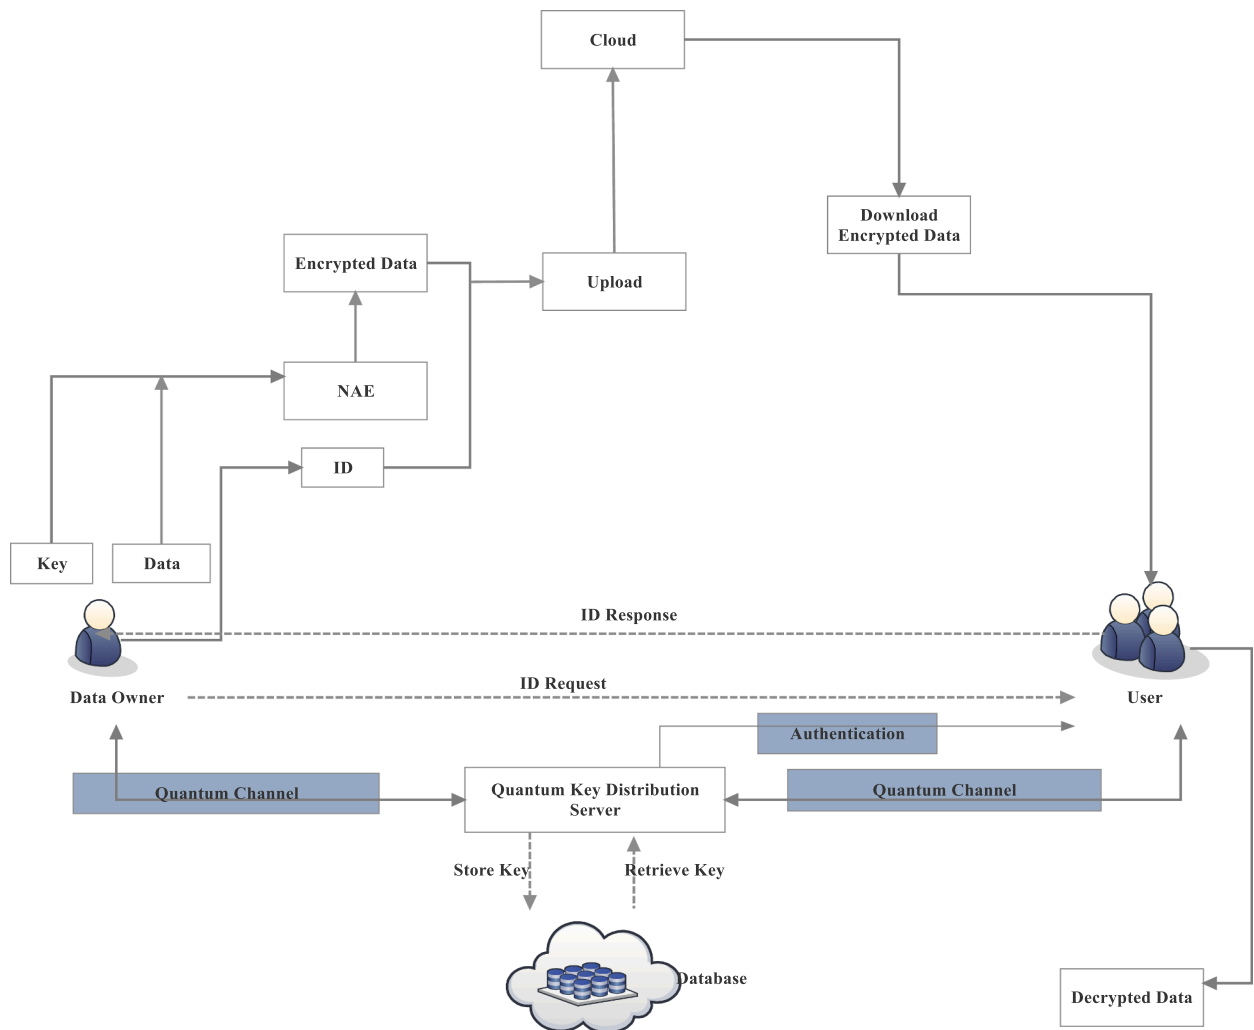 Cloud
Download
Encrypted Data
Encrypted Data
Upload
NAE
ID
Key
Data
ID Response
ID Request
Data Owner
User
Authentication
Quantum Channel
Quantum Key Distribution
Server
Quantum Channel
Store Key
Retrieve Key
Database
Decrypted Data